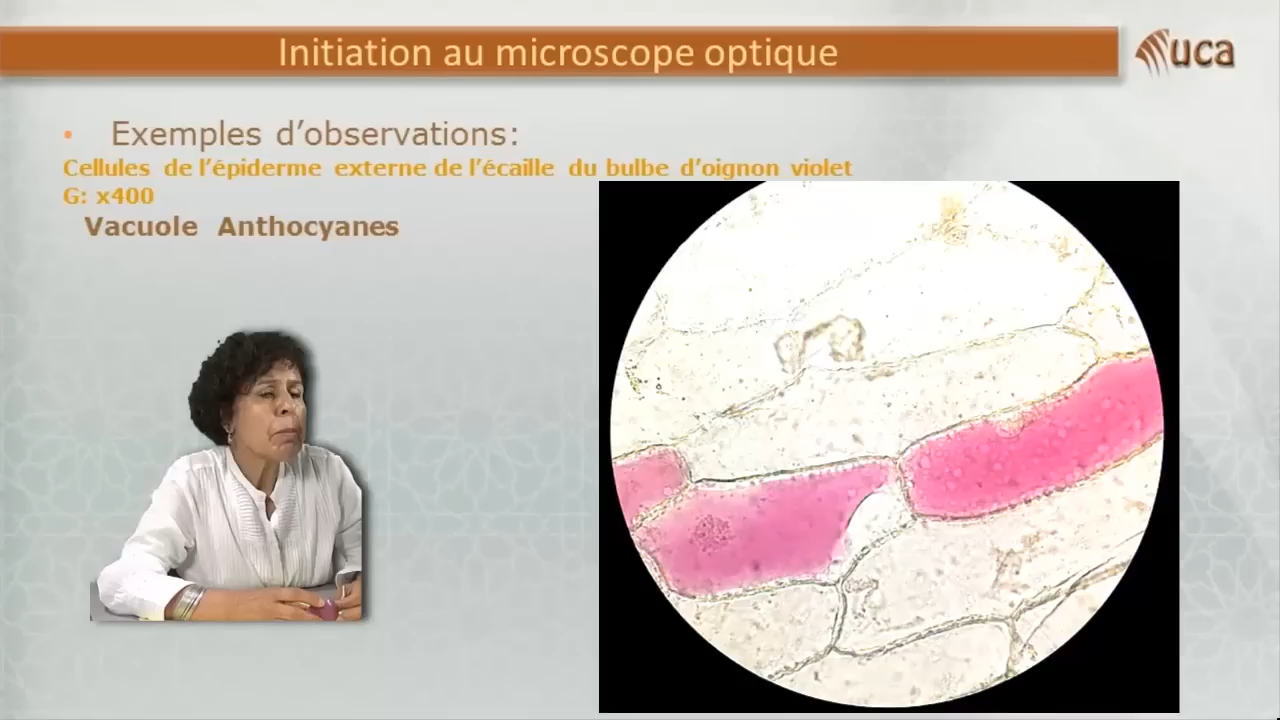 Initiation au microscope optique
uca
• Exemples d’observations:
Cellules de l’épiderme externe de l’écaille du bulbe d’oignon violet
G: x400
Vacuole Anthocyanes